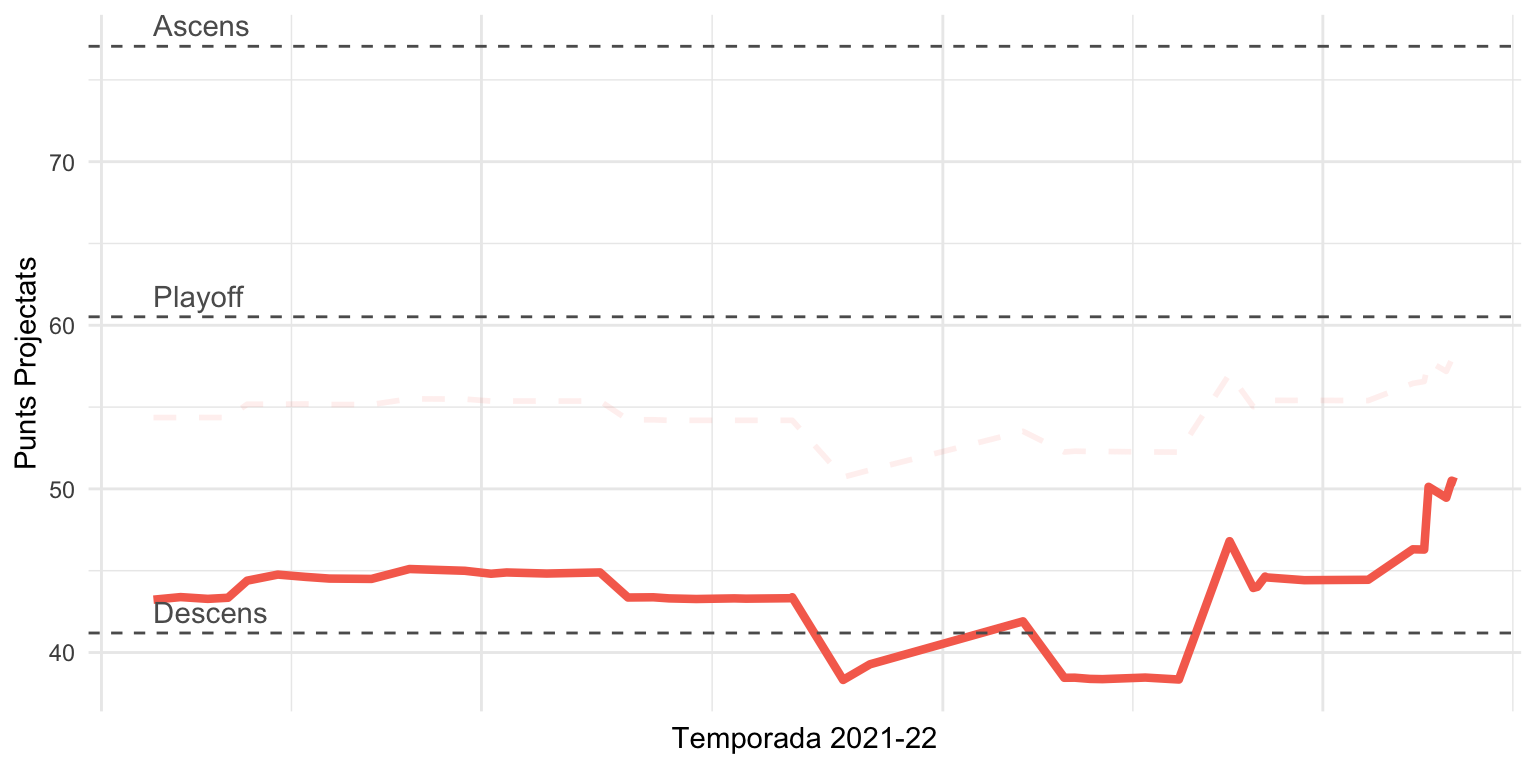 Ascens
70
Playoff
60
50
Descens
40
Punts Projectats
Temporada 2021-22